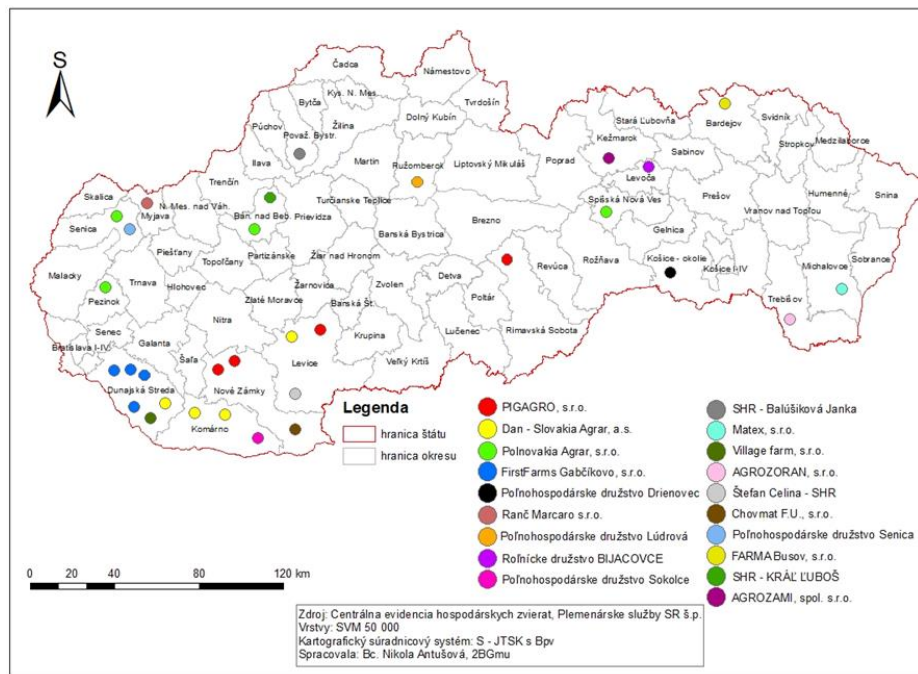 S
Čadca
Námestovo
Kys. N. Mes.
Bytča
Tvrdošín
Dolný Kubín
Púchov
Žilina
Považ. Bystr.
Stará Ľubovňa
Bardejov
Svidník
Kežmarok
Stropkov
Medzilaborce
Ilava
Martin
Ružomberok
Liptovský Mikuláš
Poprad
Sabinov
Levoča
Trenčín
Skalica
N. Mes. nad Váh.
Myjava
Bán. nad Beb.
Prievidza
Turčianske Teplice
Spišská Nová Ves
Prešov
Humenné
Snina
Vranov nad Topľou
Senica
Banská Bystrica
Brezno
Gelnica
Piešťany
Topoľčany
Partizánske
Žiar nad Hronom
Malacky
Trnava
Hlohovec
Žarnovica
Zvolen
Detva
Revúca
Rožňava
Košice - okolie
Košice I-IV
Michalovce
Sobrance
Pezinok
Zlaté Moravce
Banská Št.
Poltár
Trebišov
Nitra
Krupina
Lučenec
Rimavská Sobota
Senec
Bratislava I-IV
Galanta
Šaľa
Levice
Veľký Krtíš
Dunajská Streda
Nové Zámky
Komárno
Legenda
hranica štátu
hranica okresu
PIGAGRO, s.r.o.
Dan - Slovakia Agrar, a.s.
Polnovakia Agrar, s.r.o.
FirstFarms Gabčíkovo, s.r.o.
Poľnohospodárske družstvo Drienovec
Ranč Marcaro s.r.o.
Poľnohospodárske družstvo Lúdrová
Roľnícke družstvo BIJACOVCE
Poľnohospodárske družstvo Sokolce
SHR - Balúšiková Janka
Matex, s.r.o.
Village farm, s.r.o.
AGROZORAN, s.r.o.
Štefan Celina - SHR
Chovmat F.U., s.r.o.
Poľnohospodárske družstvo Senica
FARMA Busov, s.r.o.
SHR - KRÁĽ ĽUBOŠ
AGROZAMI, spol. s.r.o.
0 20 40 80 120 km
Zdroj: Centrálna evidencia hospodárskych zvierat, Plemenárske služby SR š.p.
Vrstvy: SVM 50 000
Kartografický súradnicový systém: S - JTSK s Bpv
Spracovala: Bc. Nikola Antušová, 2BGmu